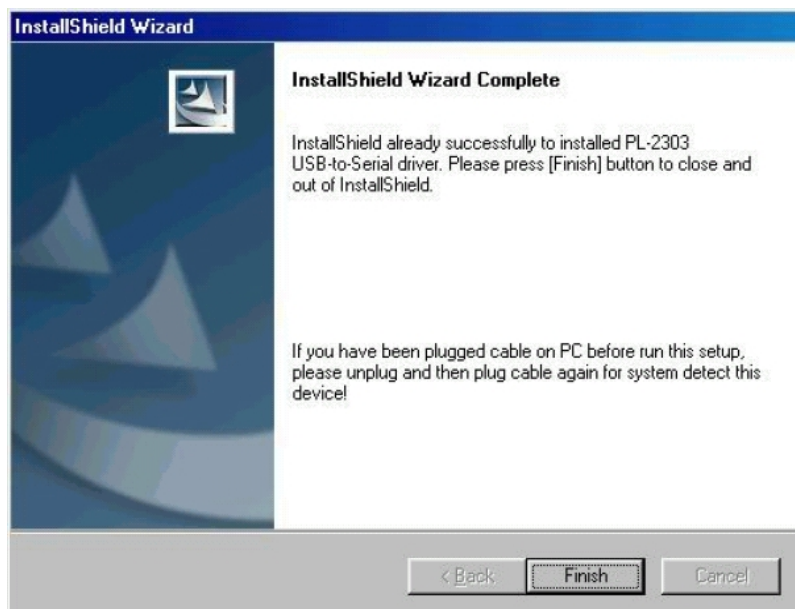 InstallShield Wizard
InstallShield Wizard Complete
InstallShield already successfully to installed PL-2303
USB-to-Serial driver. Please press [Finish] button to close and
out of InstallShield.
If you have been plugged cable on PC before run this setup,
please unplug and then plug cable again for system detect this
device!
< Back Finish Cancel